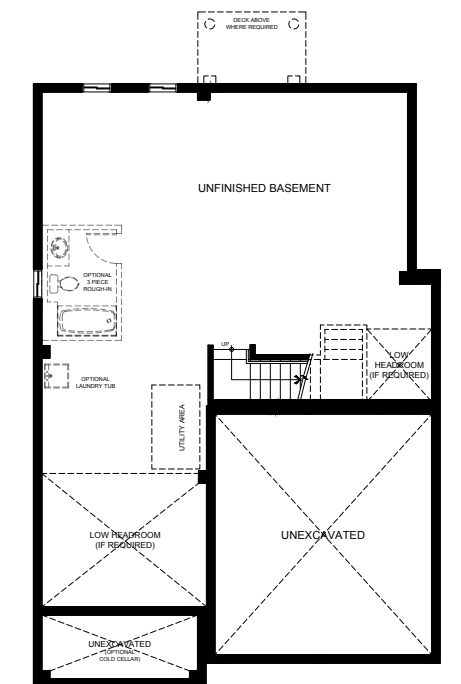 DECK ABOVE
WHERE REQUIRED
UNFINISHED BASEMENT
OPTIONAL
3 PIECE
ROUGH-IN
UP
LOW
HEADROOM
(IF REQUIRED)
OPTIONAL
LAUNDRY TUB
UTILITY AREA
LOW HEADROOM
(IF REQUIRED)
UNEXCAVATED
UNEXCAVATED
(OPTIONAL
COLD CELLAR)